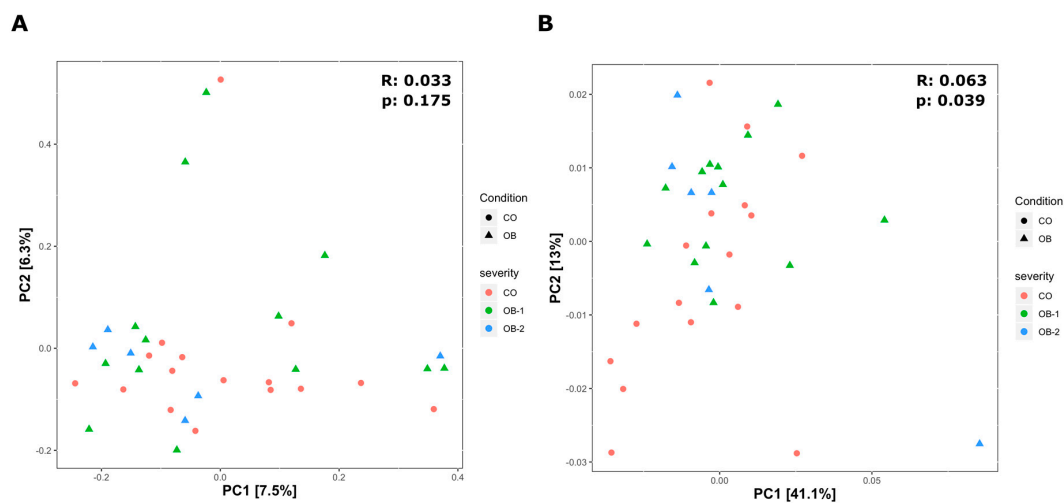 A
R: 0.033
p: 0.175
0.4
0.2
0.0
-0.2
PC2 [6.3%]
-0.2
0.0
0.2
0.4
PC1 [7.5%]
Condition
CO
OB
severity
CO
OB-1
OB-2
B
R: 0.063
p: 0.039
0.02
0.01
0.00
-0.01
-0.02
-0.03
PC2 [13%]
0.00
0.05
PC1 [41.1%]
Condition
CO
OB
severity
CO
OB-1
OB-2